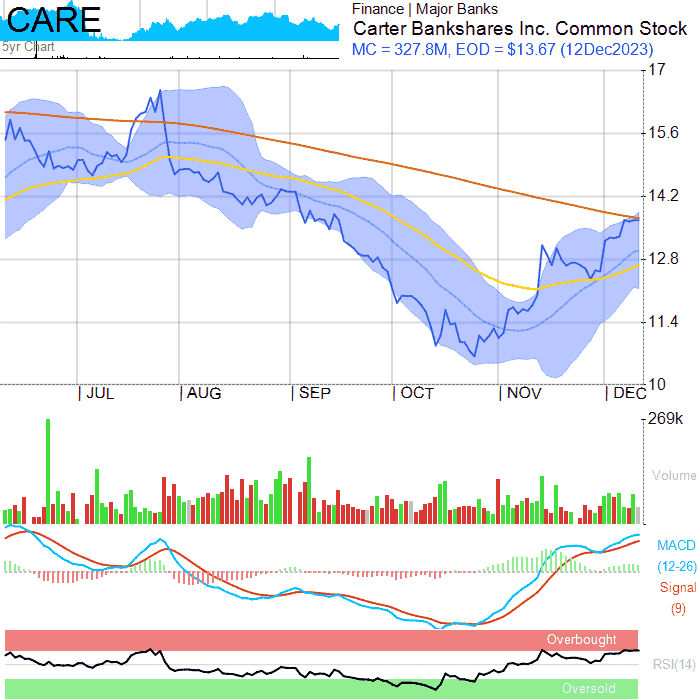 CARE
5yr Chart
Finance | Major Banks
Carter Bankshares Inc. Common Stock
MC = 327.8M, EOD = $13.67 (12Dec2023)
17
15.6
14.2
12.8
11.4
10
| JUL | AUG | SEP | OCT | NOV | DEC
269k
Volume
MACD
(12-26)
Signal
(9)
Overbought
RSI(14)
Oversold